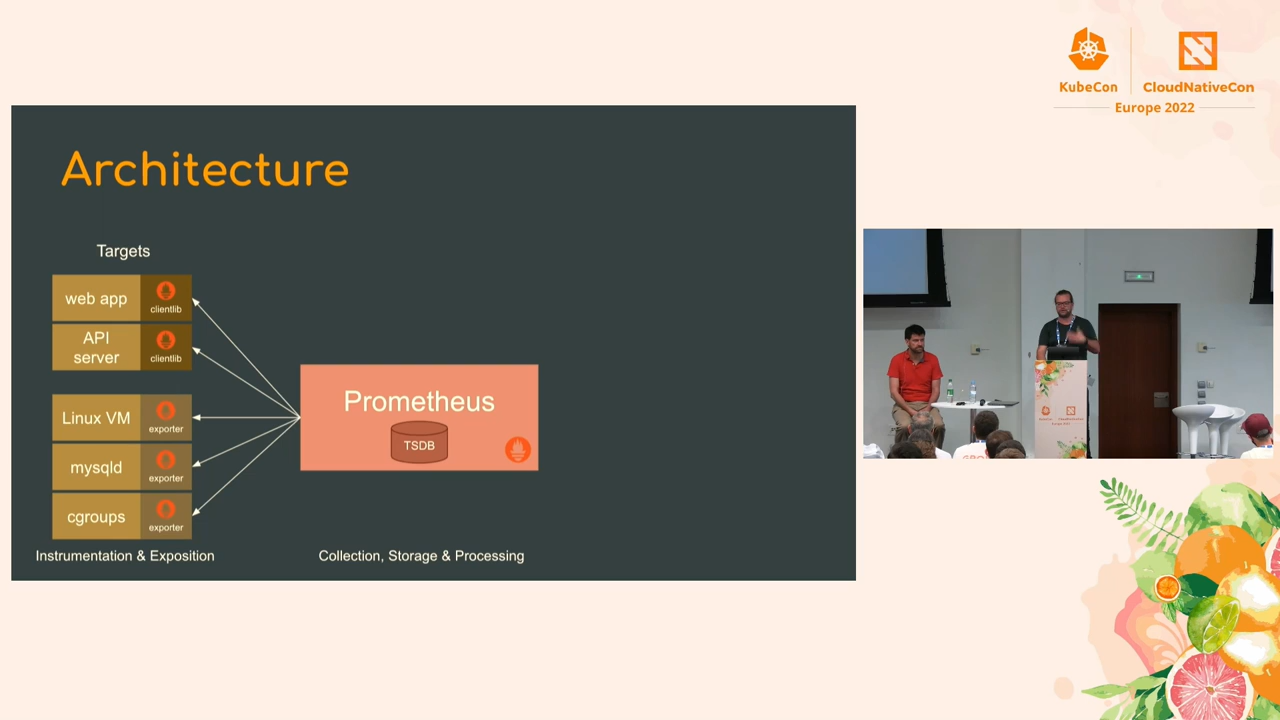 KubeCon
CloudNativeCon
Europe 2022
Architecture
Targets
web app
clientlib
API
server
clientlib
Linux VM
exporter
mysqld
exporter
cgroups
exporter
Instrumentation & Exposition
Prometheus
TSDB
Collection, Storage & Processing